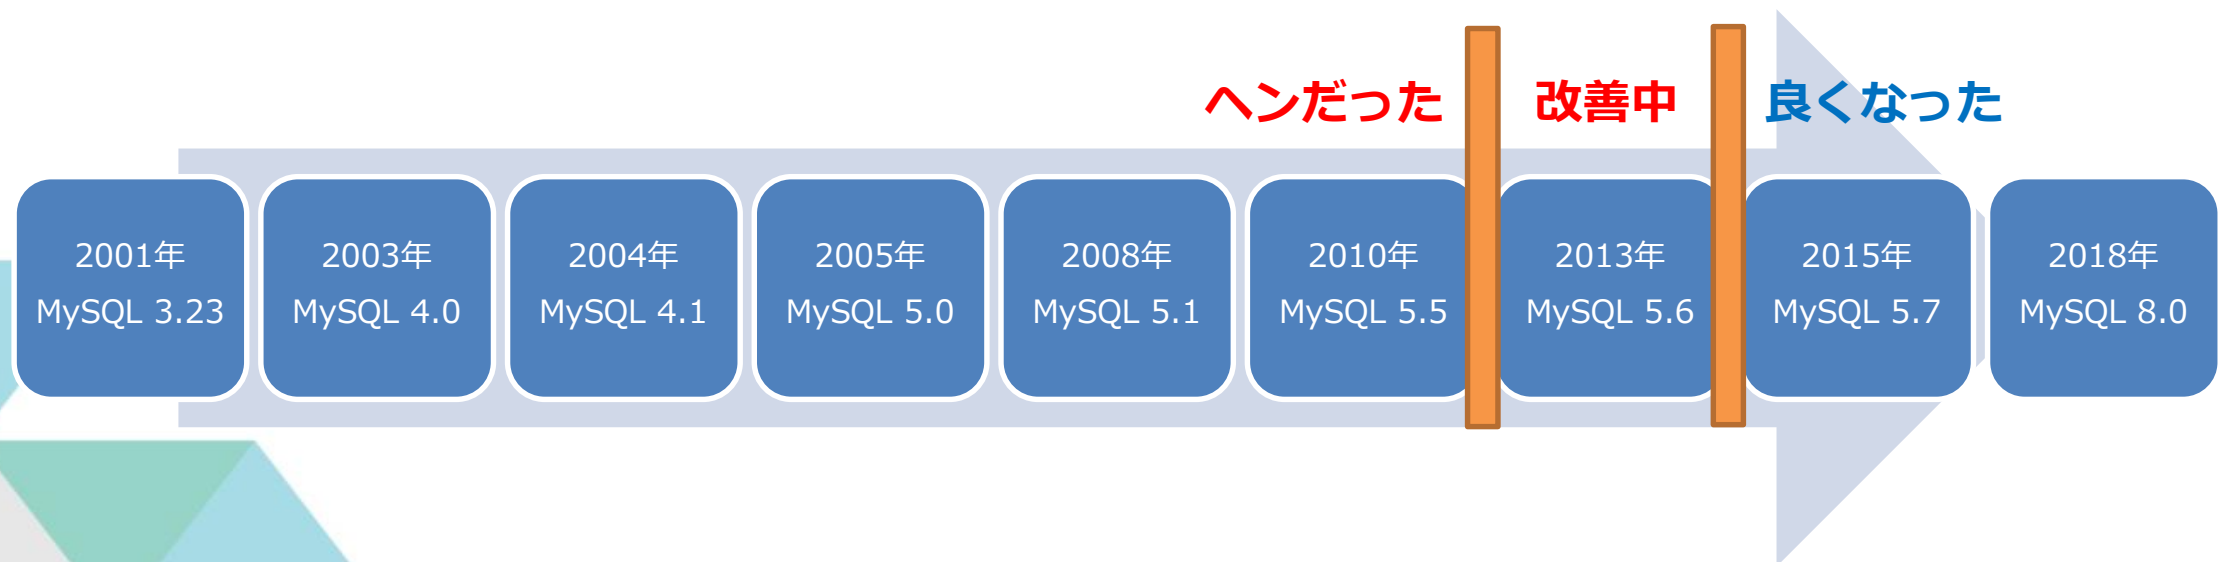 ヘンだった
改善中
良くなった
2001年
MySQL 3.23
2003年
MySQL 4.0
2004年
MySQL 4.1
2005年
MySQL 5.0
2008年
MySQL 5.1
2010年
MySQL 5.5
2013年
MySQL 5.6
2015年
MySQL 5.7
2018年
MySQL 8.0